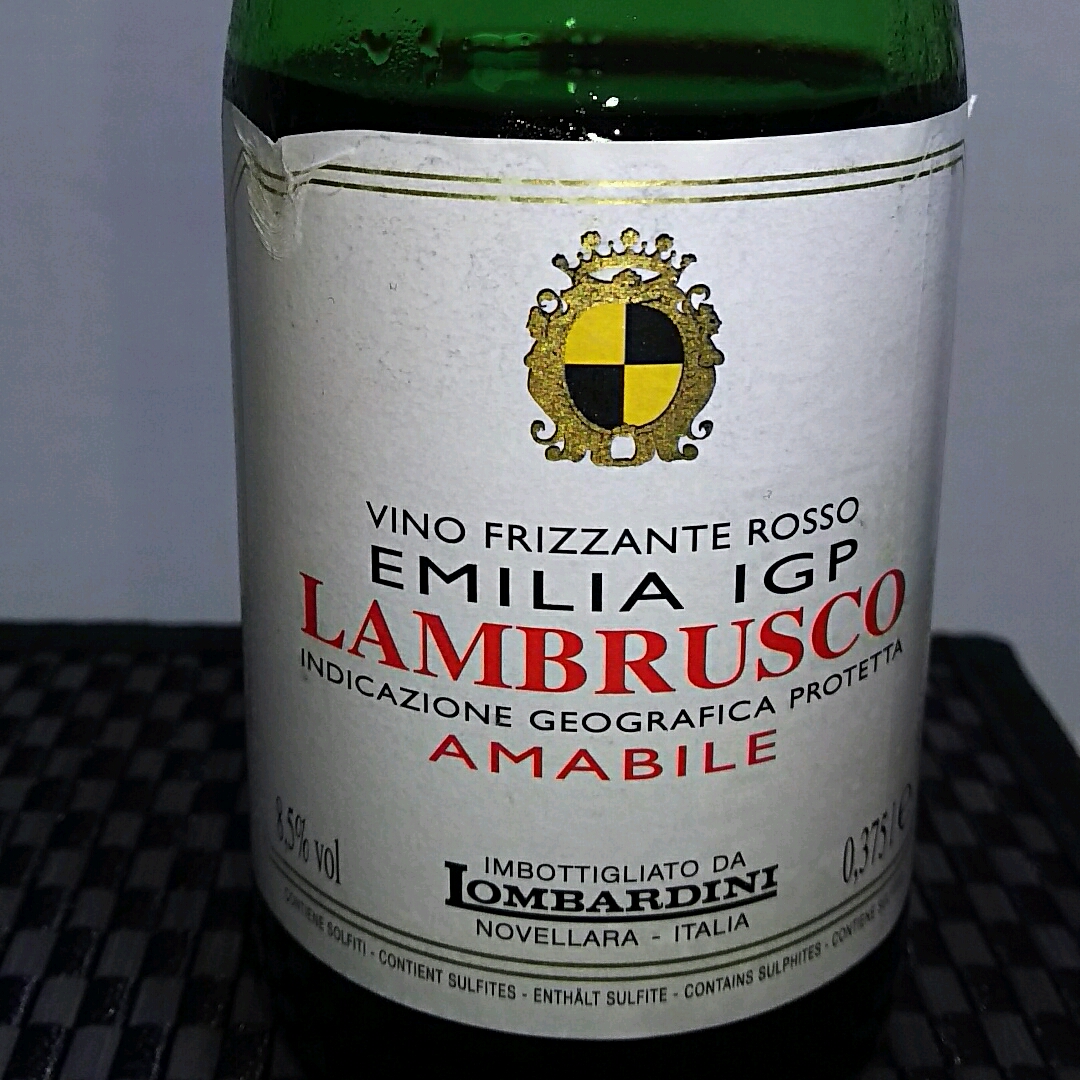 VINO FRIZZANTE ROSSO
EMILIA IGP
LAMBRUSCO
INDICAZIONE GEOGRAFICA PROTETTA
AMABILE
8.5% vol
0,375 l e
IMBOTTIGLIATO DA
LOMBARDINI
NOVELLARA - ITALIA
CONTIENE SOLFITI - CONTIENT SULFITES - ENTHÄLT SULFITE - CONTAINS SULPHITES - CONTIENE